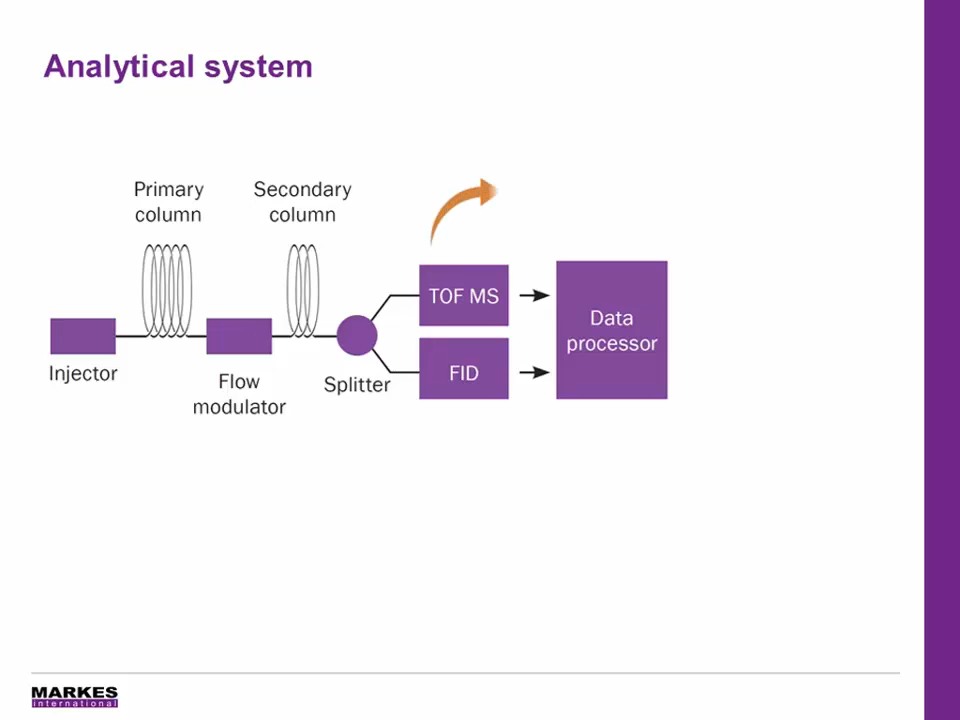 Analytical system
Primary
column
Secondary
column
TOF MS
Data
processor
FID
Injector
Flow
modulator
Splitter
MARKES
international